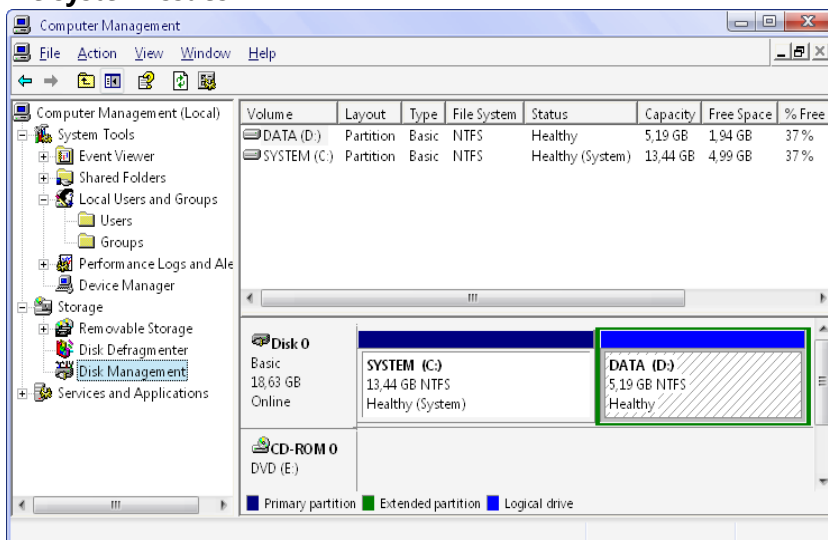 Computer Management
File Action View Window Help
Computer Management (Local)
System Tools
Event Viewer
Shared Folders
Local Users and Groups
Users
Groups
Performance Logs and Ale
Device Manager
Storage
Removable Storage
Disk Defragmenter
Disk Management
Services and Applications
Volume Layout Type File System Status Capacity Free Space % Free
DATA (D:) Partition Basic NTFS Healthy 5,19 GB 1,94 GB 37 %
SYSTEM (C:) Partition Basic NTFS Healthy (System) 13,44 GB 4,99 GB 37 %
Disk 0
Basic
18,63 GB
Online
SYSTEM (C:)
13,44 GB NTFS
Healthy (System)
DATA (D:)
5,19 GB NTFS
Healthy
CD-ROM 0
DVD (E:)
Primary partition Extended partition Logical drive